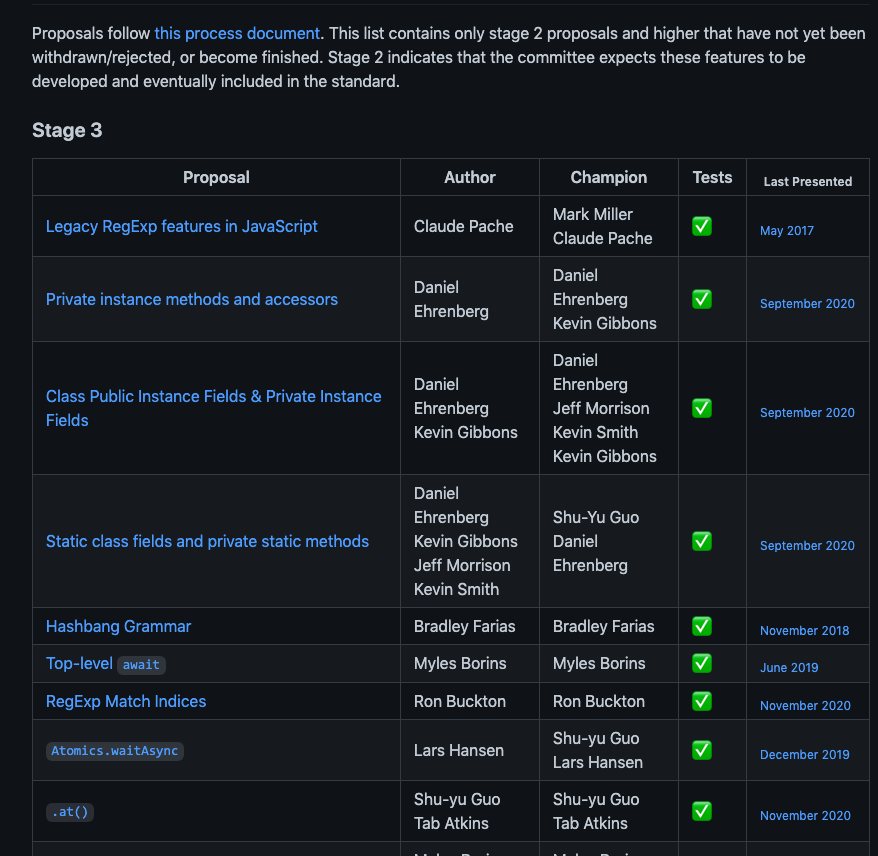 Proposals follow this process document. This list contains only stage 2 proposals and higher that have not yet been
withdrawn/rejected, or become finished. Stage 2 indicates that the committee expects these features to be
developed and eventually included in the standard.
Stage 3
Proposal Author Champion Tests Last Presented
Legacy RegExp features in JavaScript
Claude Pache
Mark Miller
Claude Pache
✅
May 2017
Private instance methods and accessors
Daniel
Ehrenberg
Daniel
Ehrenberg
Kevin Gibbons
✅
September 2020
Class Public Instance Fields & Private Instance
Fields
Daniel
Ehrenberg
Kevin Gibbons
Daniel
Ehrenberg
Jeff Morrison
Kevin Smith
Kevin Gibbons
✅
September 2020
Static class fields and private static methods
Daniel
Ehrenberg
Kevin Gibbons
Jeff Morrison
Kevin Smith
Shu-Yu Guo
Daniel
Ehrenberg
✅
September 2020
Hashbang Grammar Bradley Farias Bradley Farias ✅ November 2018
Top-level await Myles Borins Myles Borins ✅ June 2019
RegExp Match Indices Ron Buckton Ron Buckton ✅ November 2020
Atomics.waitAsync
Lars Hansen
Shu-yu Guo
Lars Hansen
✅
December 2019
.at()
Shu-yu Guo
Tab Atkins
Shu-yu Guo
Tab Atkins
✅
November 2020